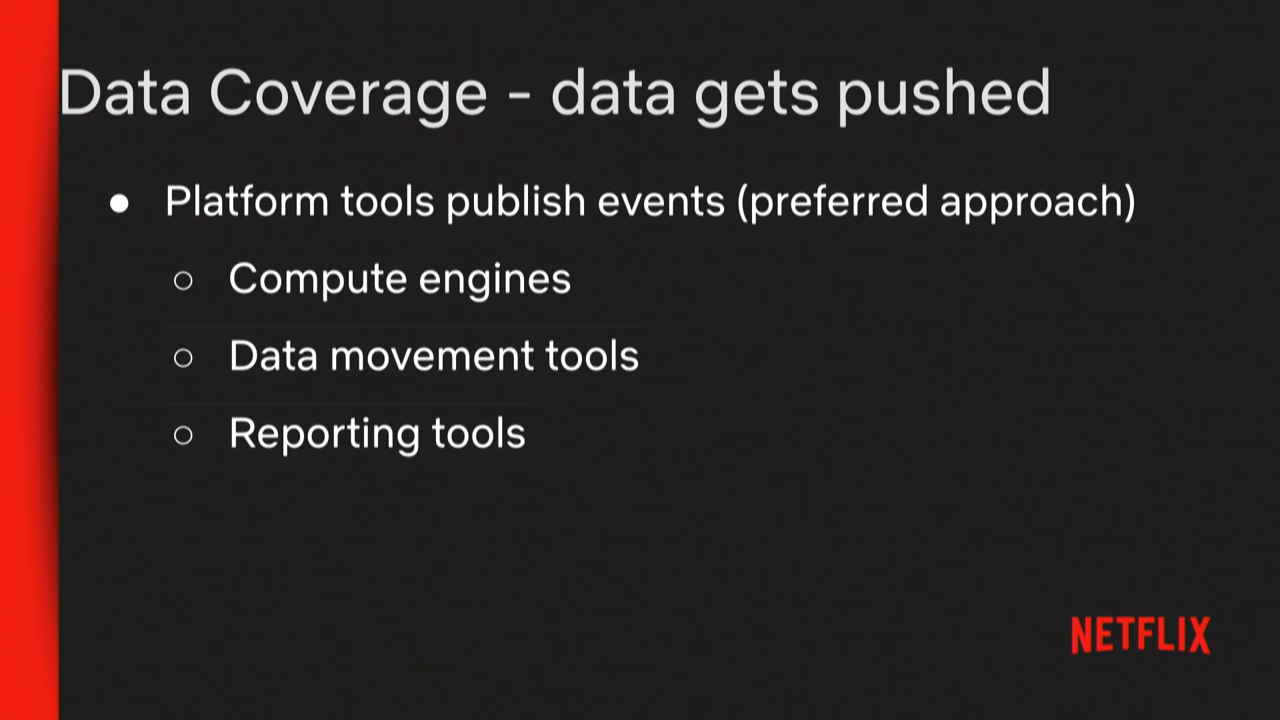 Data Coverage - data gets pushed
● Platform tools publish events (preferred approach)
○ Compute engines
○ Data movement tools
○ Reporting tools
NETFLIX